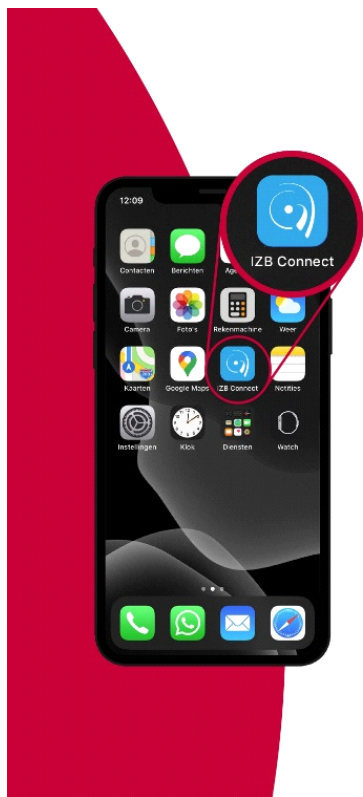 12:09
IZB Connect
Contacten
Berichten
Age
Camera
Foto's
Rekenmachine
Weer
Kaarten
Google Maps
IZB Connect
Notities
Instellingen
Klok
Diensten
Watch